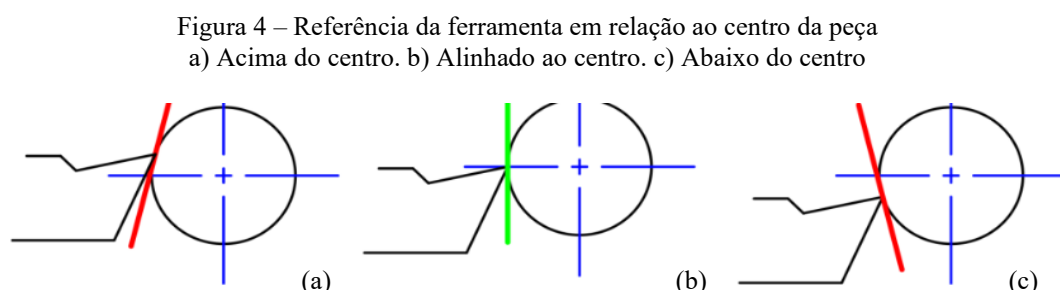 Figura 4 – Referência da ferramenta em relação ao centro da peça
a) Acima do centro. b) Alinhado ao centro. c) Abaixo do centro
(a)
(b)
(c)